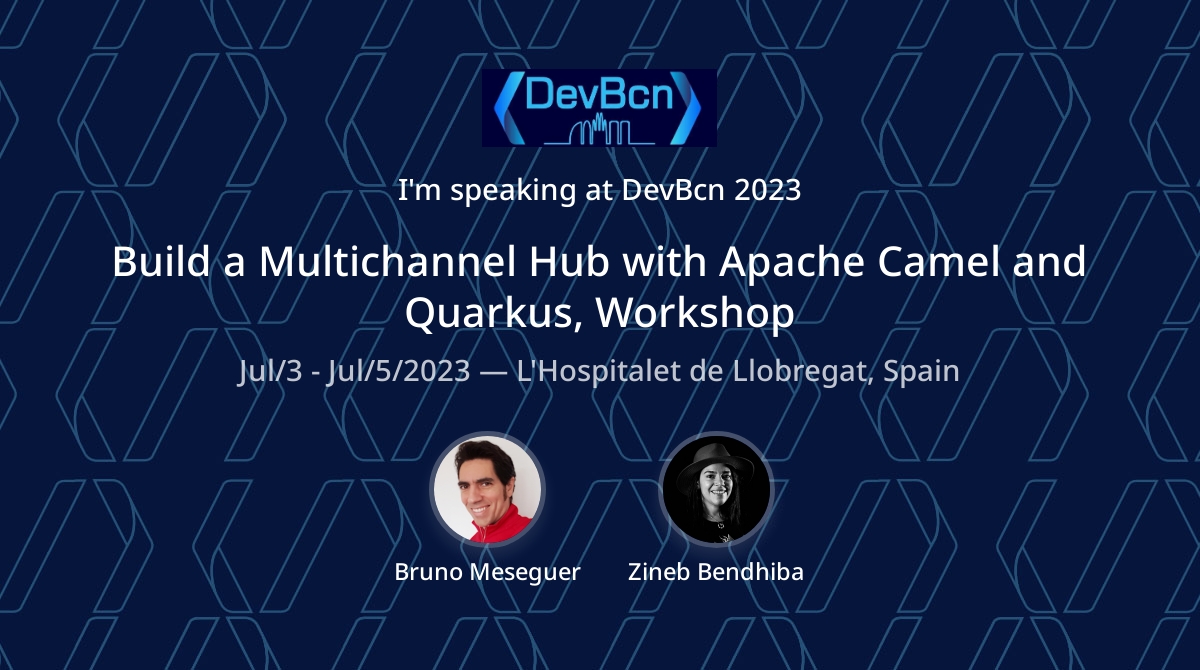 DevBcn
I'm speaking at DevBcn 2023
Build a Multichannel Hub with Apache Camel and
Quarkus, Workshop
Jul/3 - Jul/5/2023 — L'Hospitalet de Llobregat, Spain
Bruno Meseguer
Zineb Bendhiba